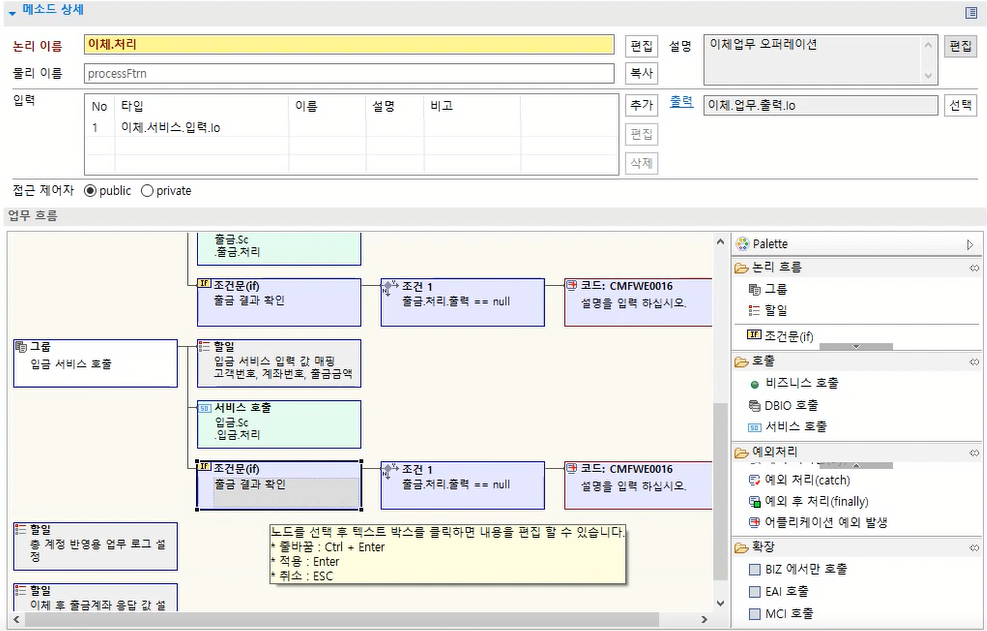 메소드 상세
논리 이름
이체.처리
편집
설명
이체업무 오퍼레이션
편집
물리 이름
processFtrn
복사
입력
No 타입 이름 설명 비고
1 이체.서비스.입력.Io
추가
편집
삭제
출력
이체.업무.출력.Io
선택
접근 제어자
public
private
업무 흐름
출금.Sc
.출금.처리
If 조건문(if)
출금 결과 확인
조건 1
출금.처리.출력 == null
코드: CMFWE0016
설명을 입력 하십시오.
그룹
입금 서비스 호출
할일
입금 서비스 입력 값 매핑
고객번호, 계좌번호, 출금금액
서비스 호출
입금.Sc
.입금.처리
If 조건문(if)
출금 결과 확인
조건 1
출금.처리.출력 == null
코드: CMFWE0016
설명을 입력 하십시오.
할일
총 계정 반영용 업무 로그 설
정
할일
이체 후 출금계좌 응답 값 설
노드를 선택 후 텍스트 박스를 클릭하면 내용을 편집 할 수 있습니다.
* 줄바꿈 : Ctrl + Enter
* 적용 : Enter
* 취소 : ESC
Palette
논리 흐름
그룹
할일
If 조건문(if)
호출
비즈니스 호출
DBIO 호출
서비스 호출
예외처리
예외 처리(catch)
예외 후 처리(finally)
어플리케이션 예외 발생
확장
BIZ 에서만 호출
EAI 호출
MCI 호출